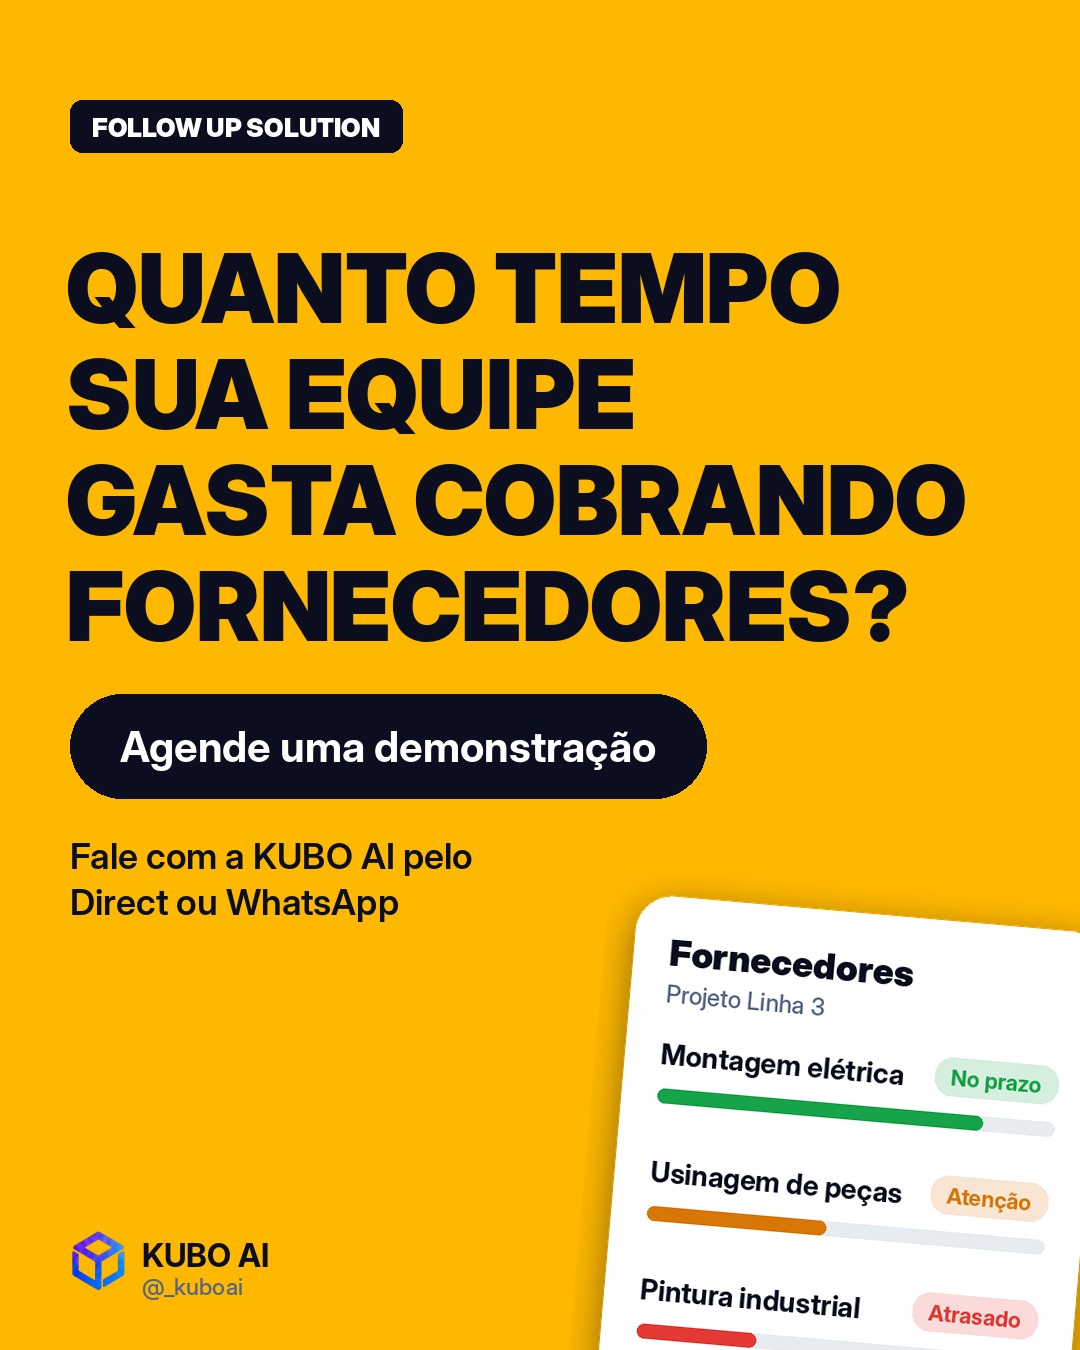 FOLLOW UP SOLUTION
QUANTO TEMPO
SUA EQUIPE
GASTA COBRANDO
FORNECEDORES?
Agende uma demonstração
Fale com a KUBO AI pelo
Direct ou WhatsApp
Fornecedores
Projeto Linha 3
Montagem elétrica No prazo
Usinagem de peças Atenção
Pintura industrial Atrasado
KUBO AI
@_kuboai